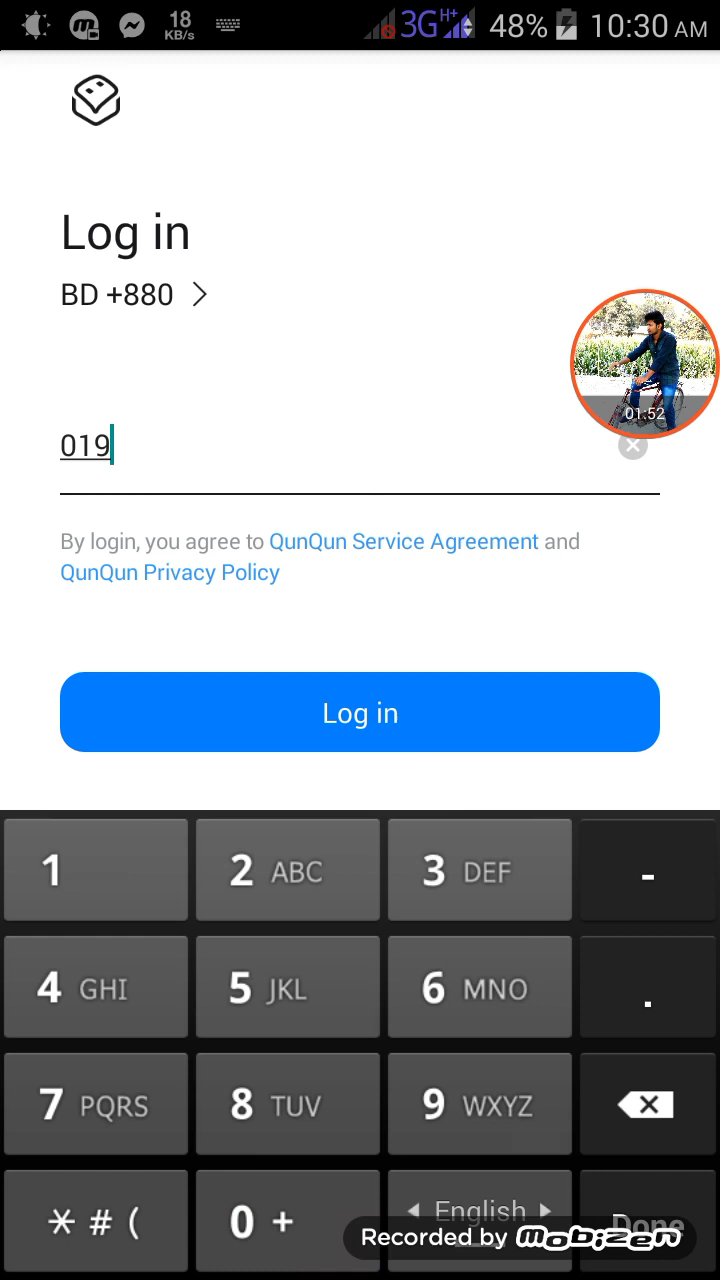 18
KB/s
3G H+ 48% 10:30 AM
Log in
BD +880
01:52
019
By login, you agree to QunQun Service Agreement and
QunQun Privacy Policy
Log in
1
2 ABC
3 DEF
-
4 GHI
5 JKL
6 MNO
.
7 PQRS
8 TUV
9 WXYZ
* # (
0 +
English
Done
Recorded by mobizen